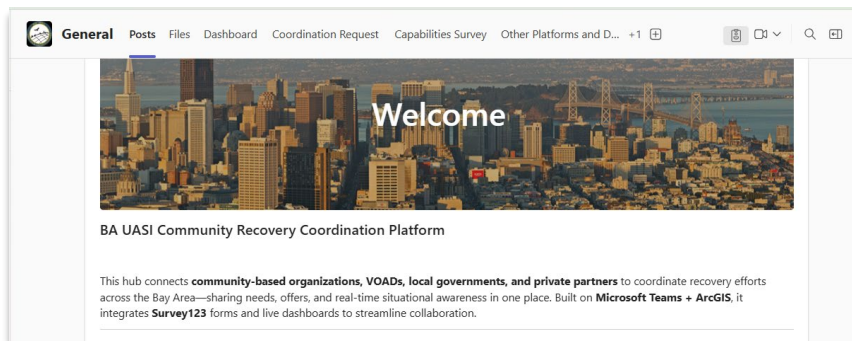 General Posts Files Dashboard Coordination Request Capabilities Survey Other Platforms and D... +1
Welcome
BA UASI Community Recovery Coordination Platform
This hub connects community-based organizations, VOADs, local governments, and private partners to coordinate recovery efforts
across the Bay Area—sharing needs, offers, and real-time situational awareness in one place. Built on Microsoft Teams + ArcGIS, it
integrates Survey123 forms and live dashboards to streamline collaboration.